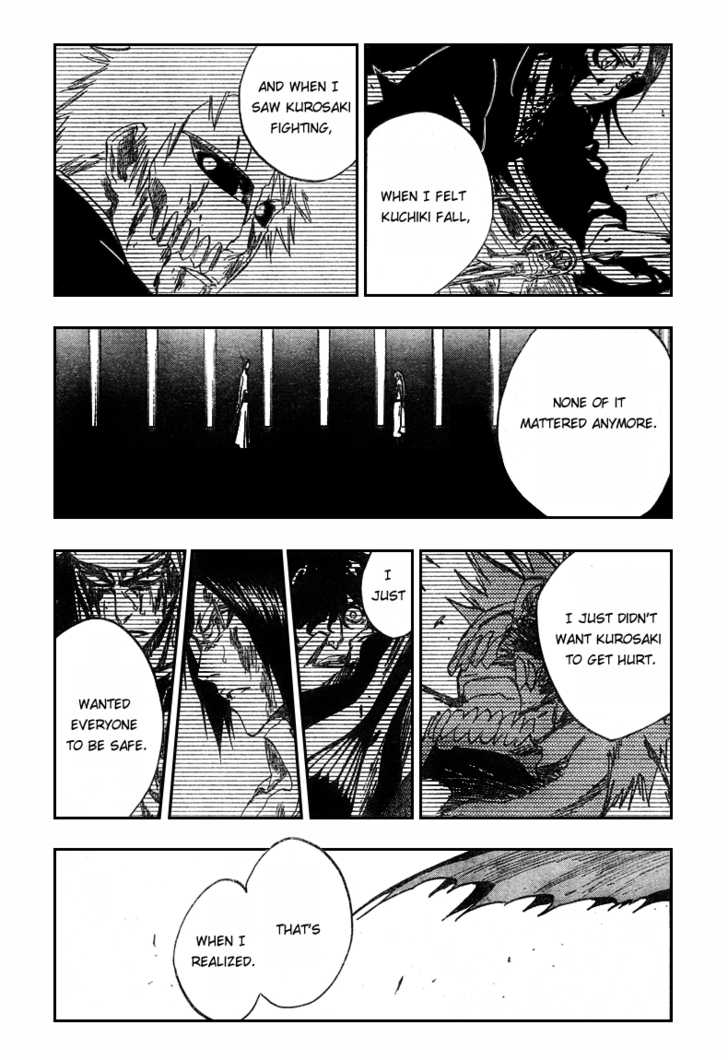 WHEN I FELT
KUCHIKI FALL,
AND WHEN I
SAW KUROSAKI
FIGHTING,
NONE OF IT
MATTERED ANYMORE.
I JUST DIDN'T
WANT KUROSAKI
TO GET HURT.
I
JUST
WANTED
EVERYONE
TO BE SAFE.
THAT'S
WHEN I
REALIZED.